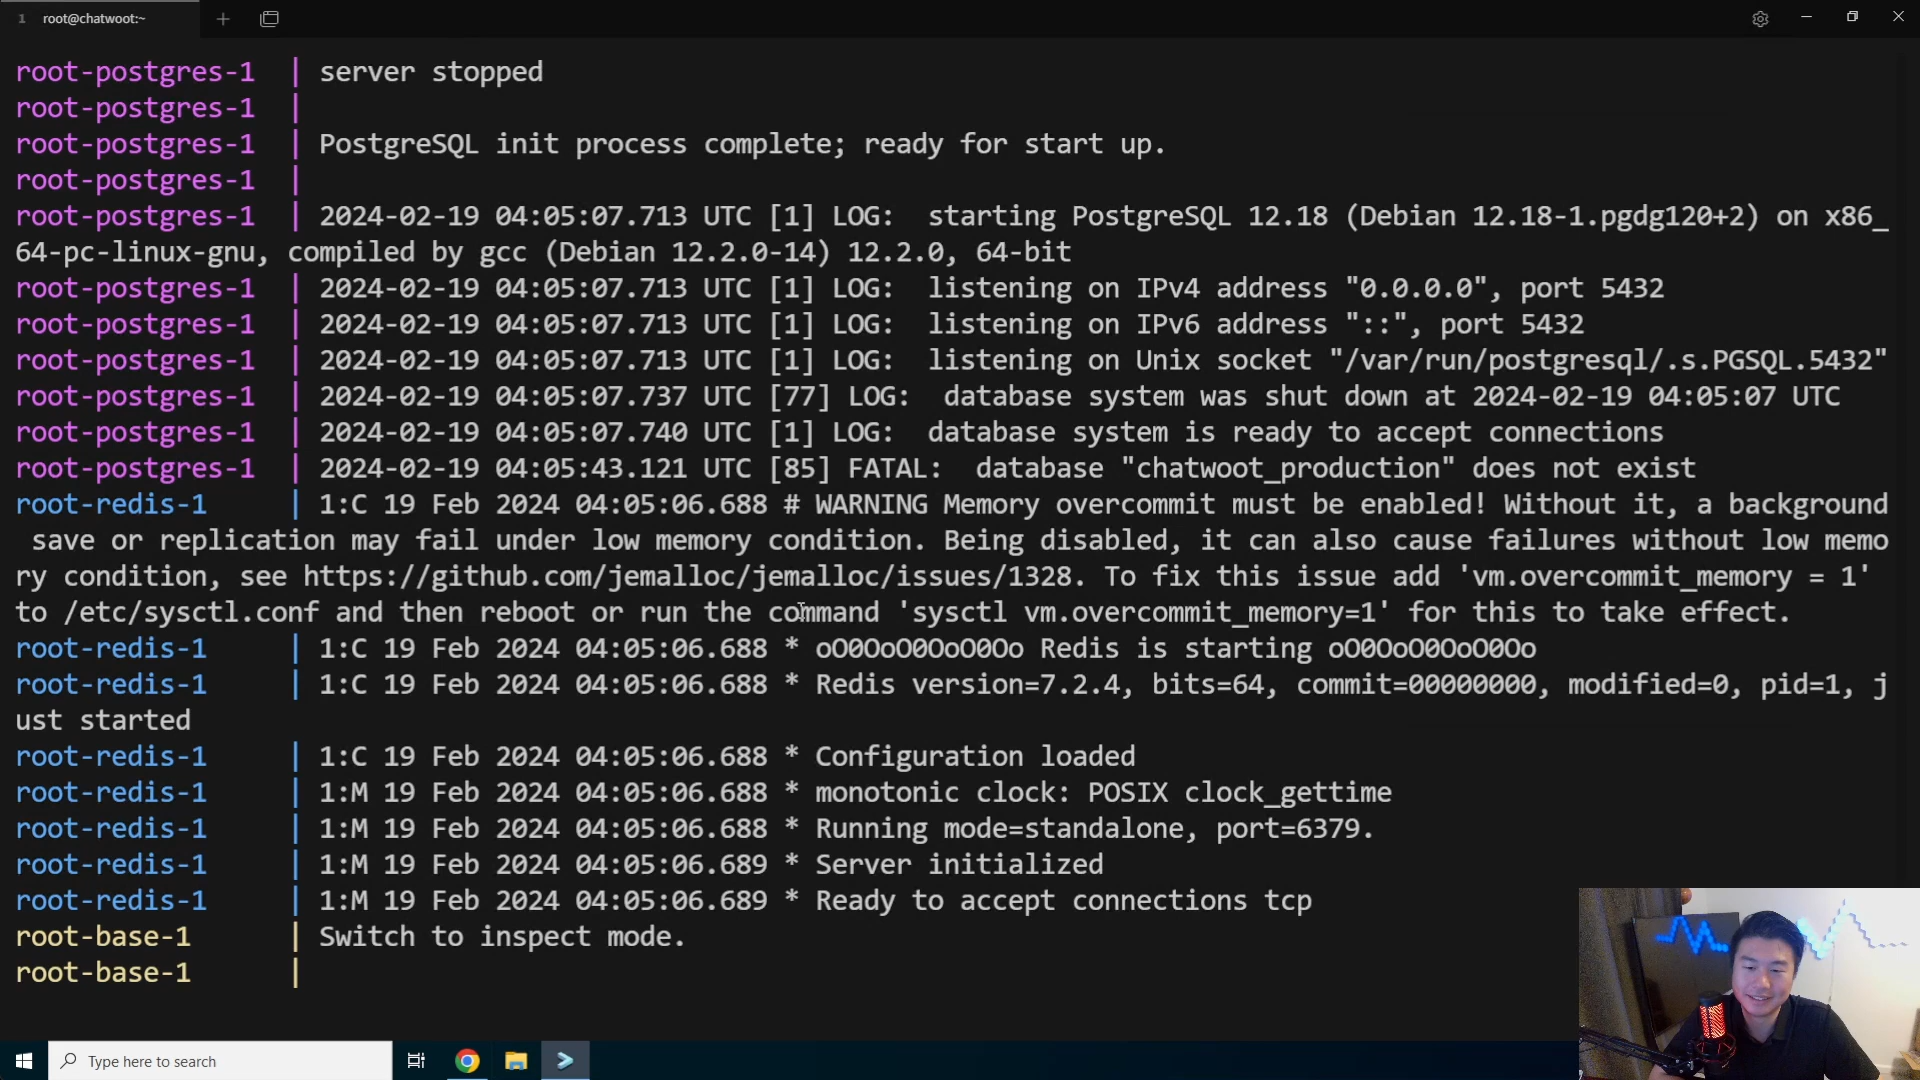 1 root@chatwoot:~
root-postgres-1 | server stopped
root-postgres-1 |
root-postgres-1 | PostgreSQL init process complete; ready for start up.
root-postgres-1 |
root-postgres-1 | 2024-02-19 04:05:07.713 UTC [1] LOG:  starting PostgreSQL 12.18 (Debian 12.18-1.pgdg120+2) on x86_
64-pc-linux-gnu, compiled by gcc (Debian 12.2.0-14) 12.2.0, 64-bit
root-postgres-1 | 2024-02-19 04:05:07.713 UTC [1] LOG:  listening on IPv4 address "0.0.0.0", port 5432
root-postgres-1 | 2024-02-19 04:05:07.713 UTC [1] LOG:  listening on IPv6 address "::", port 5432
root-postgres-1 | 2024-02-19 04:05:07.713 UTC [1] LOG:  listening on Unix socket "/var/run/postgresql/.s.PGSQL.5432"
root-postgres-1 | 2024-02-19 04:05:07.737 UTC [77] LOG:  database system was shut down at 2024-02-19 04:05:07 UTC
root-postgres-1 | 2024-02-19 04:05:07.740 UTC [1] LOG:  database system is ready to accept connections
root-postgres-1 | 2024-02-19 04:05:43.121 UTC [85] FATAL:  database "chatwoot_production" does not exist
root-redis-1 | 1:C 19 Feb 2024 04:05:06.688 # WARNING Memory overcommit must be enabled! Without it, a background
save or replication may fail under low memory condition. Being disabled, it can also cause failures without low memo
ry condition, see https://github.com/jemalloc/jemalloc/issues/1328. To fix this issue add 'vm.overcommit_memory = 1'
to /etc/sysctl.conf and then reboot or run the command 'sysctl vm.overcommit_memory=1' for this to take effect.
root-redis-1 | 1:C 19 Feb 2024 04:05:06.688 * oO0OoO0OoO0Oo Redis is starting oO0OoO0OoO0Oo
root-redis-1 | 1:C 19 Feb 2024 04:05:06.688 * Redis version=7.2.4, bits=64, commit=00000000, modified=0, pid=1, j
ust started
root-redis-1 | 1:C 19 Feb 2024 04:05:06.688 * Configuration loaded
root-redis-1 | 1:M 19 Feb 2024 04:05:06.688 * monotonic clock: POSIX clock_gettime
root-redis-1 | 1:M 19 Feb 2024 04:05:06.688 * Running mode=standalone, port=6379.
root-redis-1 | 1:M 19 Feb 2024 04:05:06.689 * Server initialized
root-redis-1 | 1:M 19 Feb 2024 04:05:06.689 * Ready to accept connections tcp
root-base-1 | Switch to inspect mode.
root-base-1 |
Type here to search